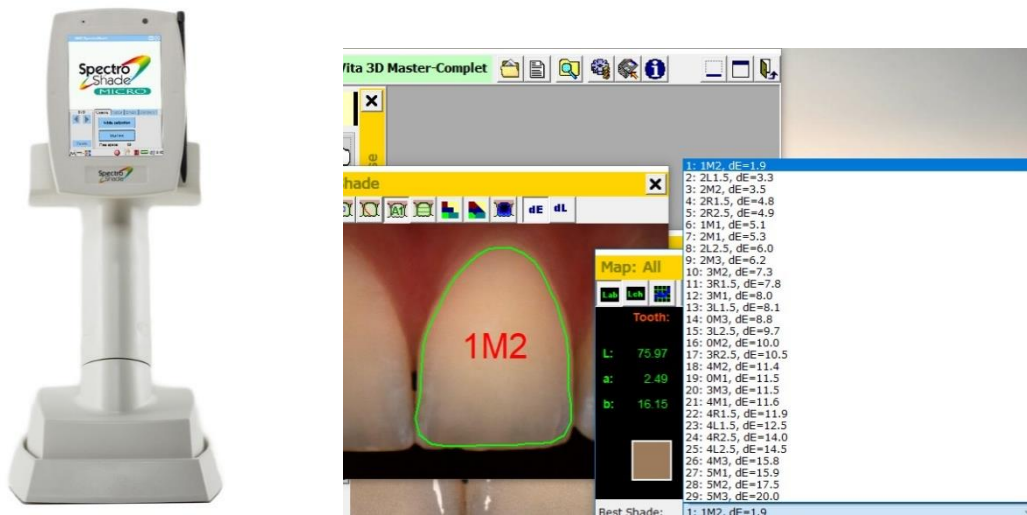 Spectro
Shade
MICRO
Spectro
Shade
Vita 3D Master-Complet
hade
dE dL
1M2
Map: All
Lab Lch
Tooth:
L: 75.97
a: 2.49
b: 16.15
Best Shade:
1: 1M2, dE=1.9
2: 2L1.5, dE=3.3
3: 2M2, dE=3.5
4: 2R1.5, dE=4.8
5: 2R2.5, dE=4.9
6: 1M1, dE=5.1
7: 2M1, dE=5.3
8: 2L2.5, dE=6.0
9: 2M3, dE=6.2
10: 3M2, dE=7.3
11: 3R1.5, dE=7.8
12: 3M1, dE=8.0
13: 3L1.5, dE=8.1
14: 0M3, dE=8.8
15: 3L2.5, dE=9.7
16: 0M2, dE=10.0
17: 3R2.5, dE=10.5
18: 4M2, dE=11.4
19: 0M1, dE=11.5
20: 3M3, dE=11.5
21: 4M1, dE=11.6
22: 4R1.5, dE=11.9
23: 4L1.5, dE=12.5
24: 4R2.5, dE=14.0
25: 4L2.5, dE=14.5
26: 4M3, dE=15.8
27: 5M1, dE=15.9
28: 5M2, dE=17.5
29: 5M3, dE=20.0
1: 1M2, dE=1.9